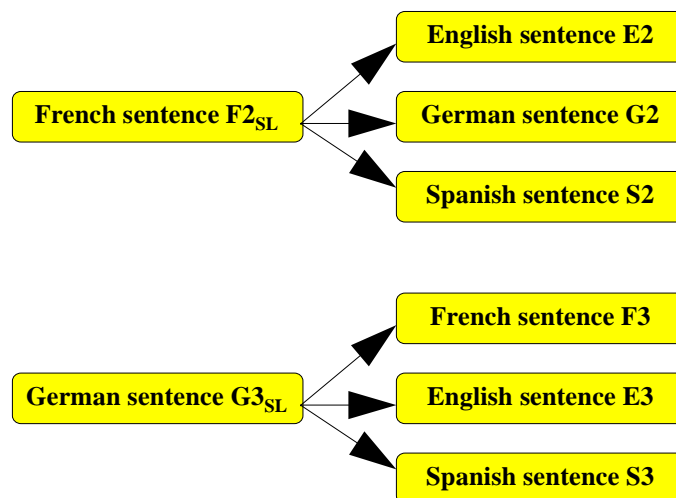 English sentence E2
French sentence F2SL
German sentence G2
Spanish sentence S2
French sentence F3
German sentence G3SL
English sentence E3
Spanish sentence S3